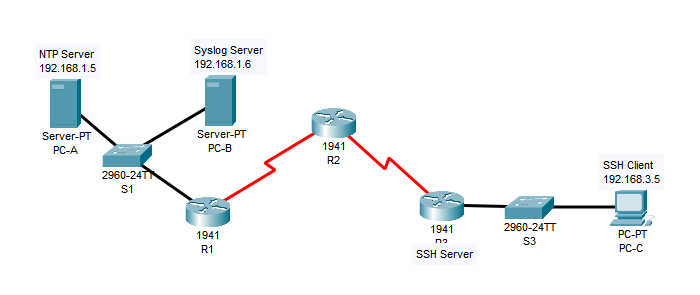 NTP Server
192.168.1.5
Server-PT
PC-A
Syslog Server
192.168.1.6
Server-PT
PC-B
2960-24TT
S1
1941
R1
1941
R2
1941
R3
SSH Server
2960-24TT
S3
SSH Client
192.168.3.5
PC-PT
PC-C